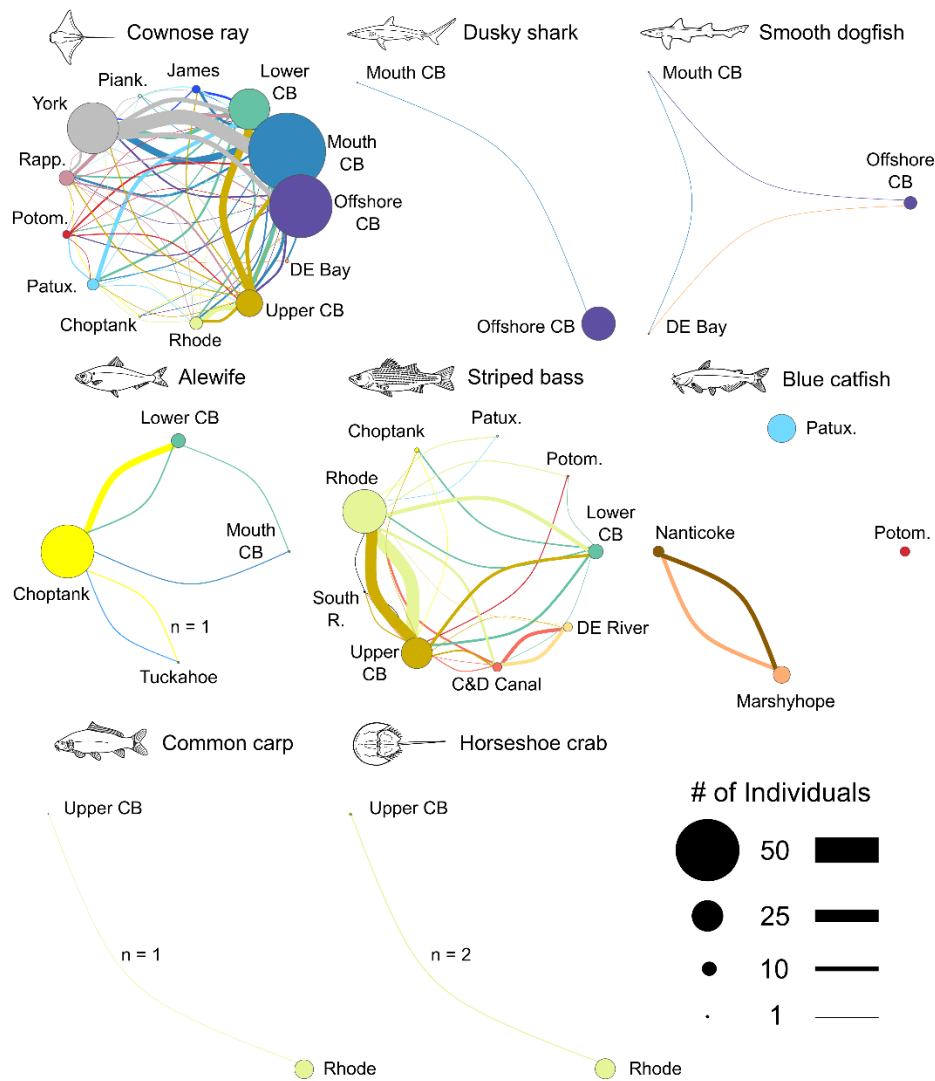 Cownose ray
Dusky shark
Smooth dogfish
James
Lower
CB
Piank.
York
Mouth
CB
Rapp.
Offshore
CB
Potom.
DE Bay
Patux.
Upper CB
Choptank
Rhode
Mouth CB
Offshore CB
Mouth CB
Offshore
CB
DE Bay
Alewife
Striped bass
Blue catfish
Lower CB
Mouth
CB
Choptank
n = 1
Tuckahoe
Patux.
Choptank
Potom.
Rhode
Lower
CB
South
R.
DE River
Upper
CB
C&D Canal
Patux.
Nanticoke
Potom.
Marshyhope
Common carp
Horseshoe crab
Upper CB
n = 1
Rhode
Upper CB
n = 2
Rhode
# of Individuals
50
25
10
1